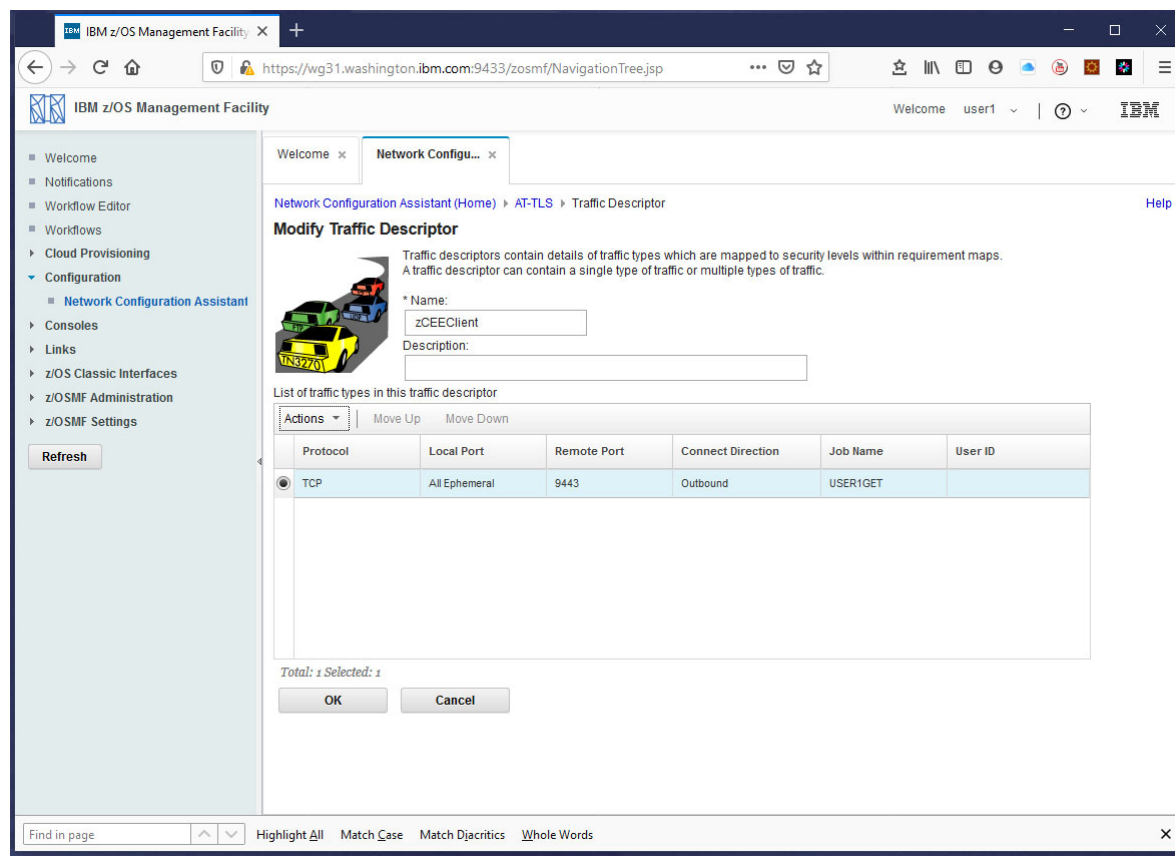 IBM IBM z/OS Management Facility
https://wg31.washington.ibm.com:9433/zosmf/NavigationTree.jsp
IBM z/OS Management Facility
Welcome user1
IBM
Welcome
Notifications
Workflow Editor
Workflows
Cloud Provisioning
Configuration
Network Configuration Assistant
Consoles
Links
z/OS Classic Interfaces
z/OSMF Administration
z/OSMF Settings
Refresh
Welcome × Network Configu... ×
Network Configuration Assistant (Home) AT-TLS Traffic Descriptor Help
Modify Traffic Descriptor
Traffic descriptors contain details of traffic types which are mapped to security levels within requirement maps.
A traffic descriptor can contain a single type of traffic or multiple types of traffic.
* Name:
zCEEClient
Description:
FTP
TN3270
List of traffic types in this traffic descriptor
Actions Move Up Move Down
Protocol Local Port Remote Port Connect Direction Job Name User ID
TCP All Ephemeral 9443 Outbound USER1GET
Total: 1 Selected: 1
OK Cancel
Find in page Highlight All Match Case Match Diacritics Whole Words